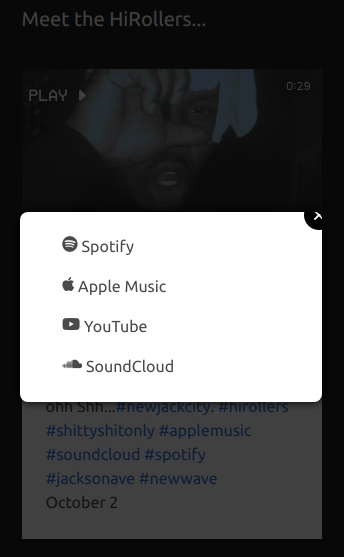 Meet the HiRollers...
PLAY
0:29
Spotify
Apple Music
YouTube
SoundCloud
ohh Shh...#newjackcity. #hirollers
#shittyshitonly #applemusic
#soundcloud #spotify
#jacksonave #newwave
October 2